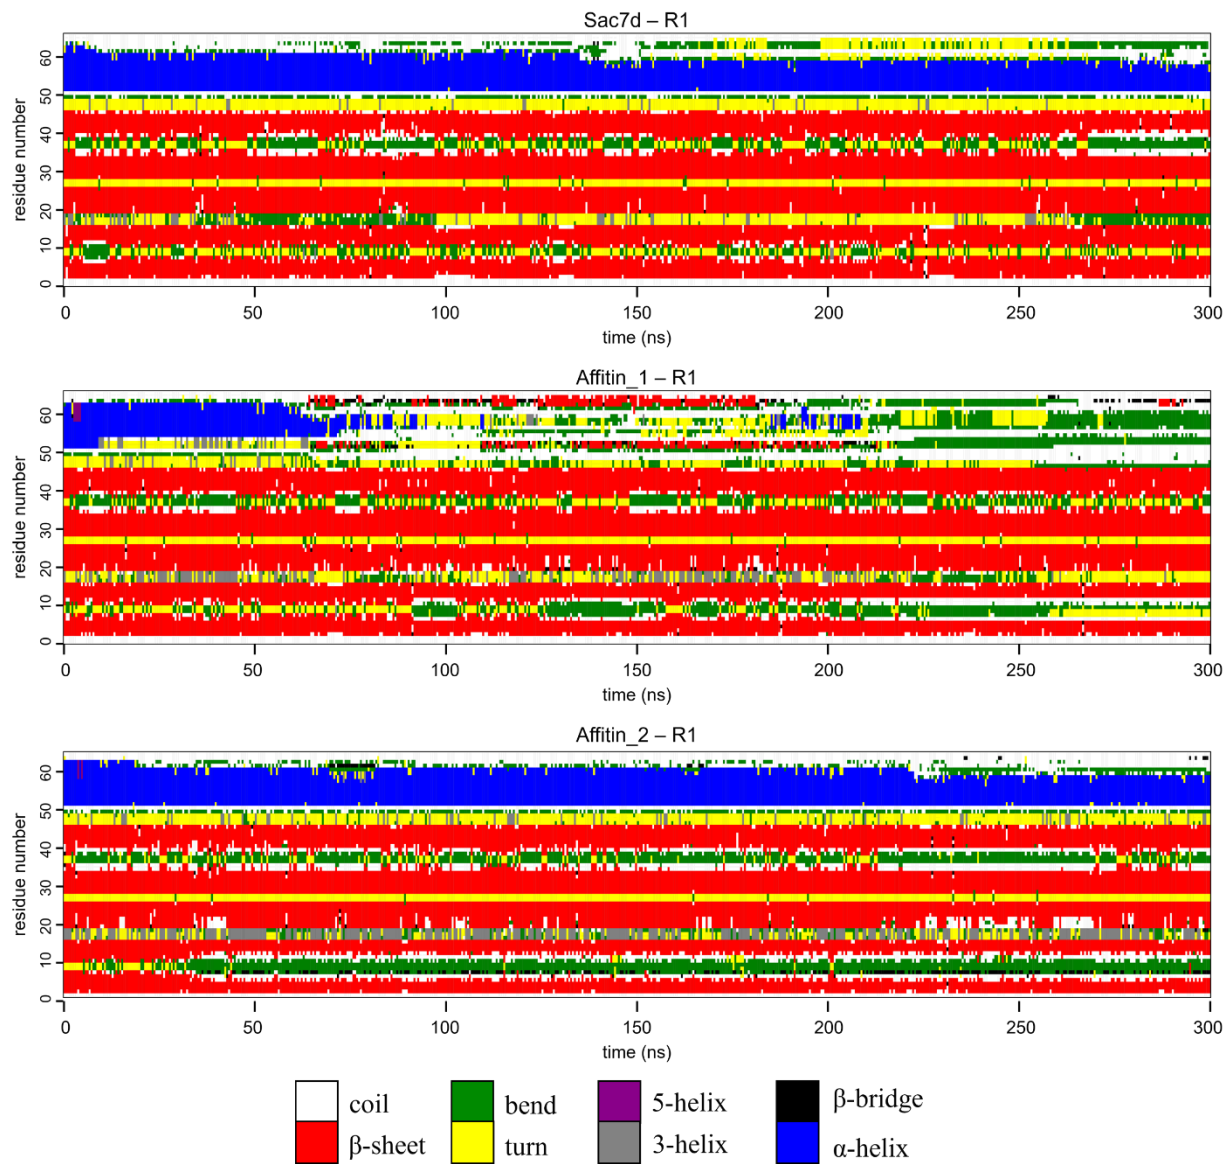 Sac7d – R1
residue number
60
50
40
30
20
10
0
0 50 100 150 200 250 300
time (ns)
Affitin_1 – R1
residue number
60
50
40
30
20
10
0
0 50 100 150 200 250 300
time (ns)
Affitin_2 – R1
residue number
60
50
40
30
20
10
0
0 50 100 150 200 250 300
time (ns)
coil bend 5-helix β-bridge
β-sheet turn 3-helix α-helix